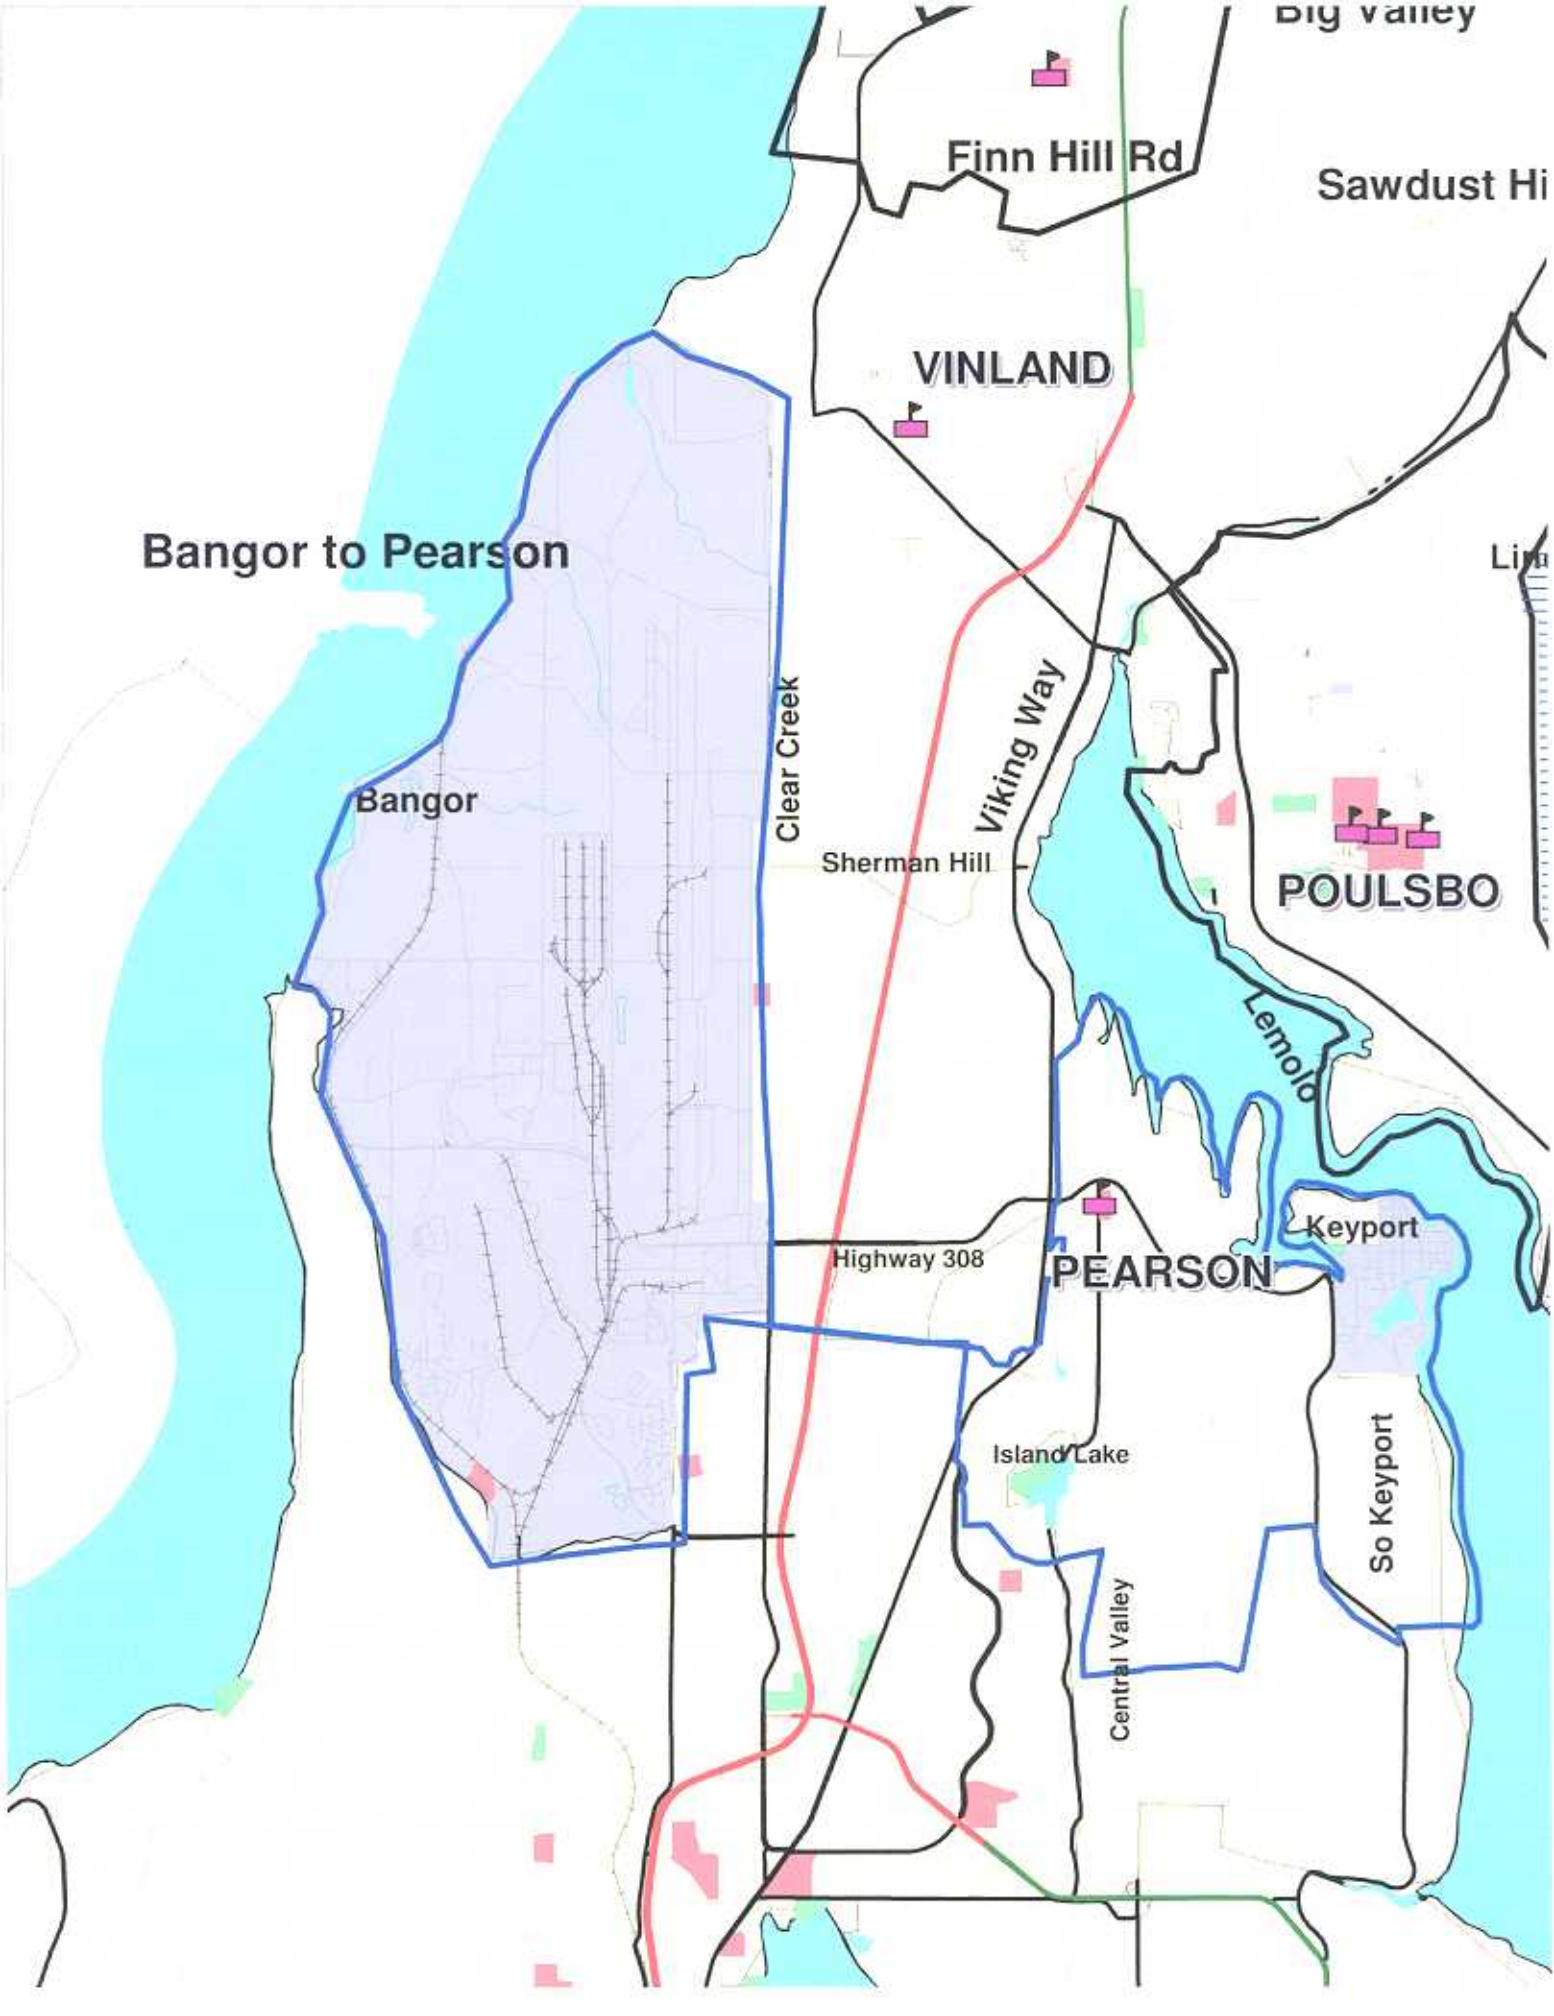 Big Valley
Finn Hill Rd
Sawdust Hi
VINLAND
Bangor to Pearson
Clear Creek
Viking Way
Bangor
Sherman Hill
POULSBO
Lemolo
Keyport
Highway 308
PEARSON
Island Lake
So Keyport
Central Valley